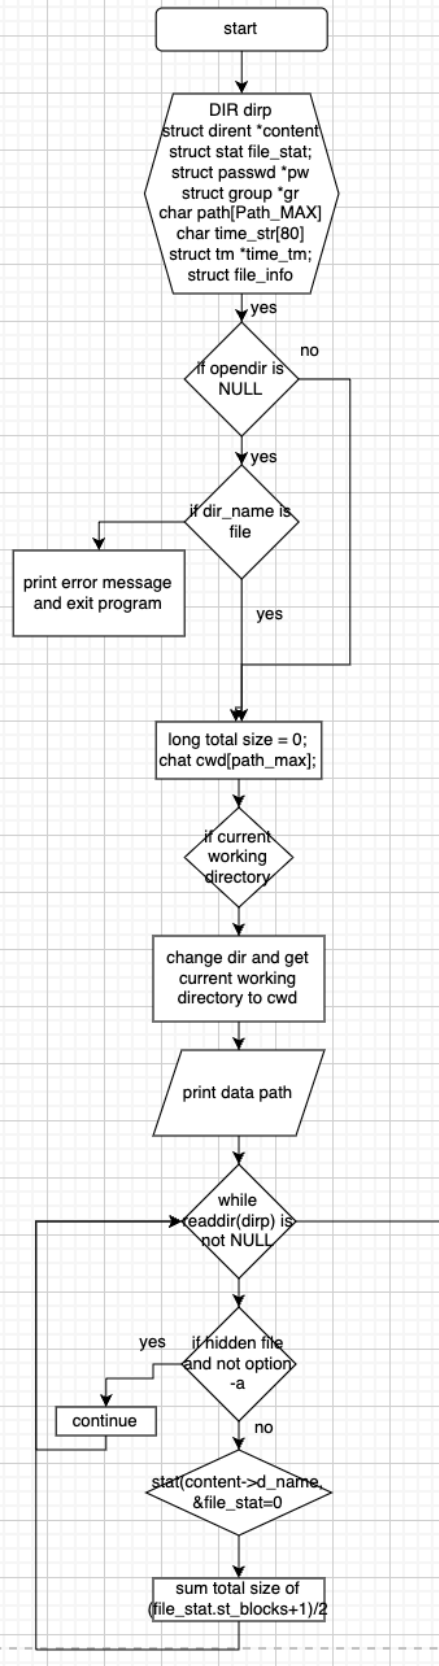 start
DIR dirp
struct dirent *content
struct stat file_stat;
struct passwd *pw
struct group *gr
char path[Path_MAX]
char time_str[80]
struct tm *time_tm;
struct file_info
yes
no
if opendir is
NULL
yes
if dir_name is
file
print error message
and exit program
yes
long total size = 0;
chat cwd[path_max];
if current
working
directory
change dir and get
current working
directory to cwd
print data path
while
readdir(dirp) is
not NULL
yes
if hidden file
and not option
-a
continue
no
stat(content->d_name,
&file_stat=0
sum total size of
(file_stat.st_blocks+1)/2